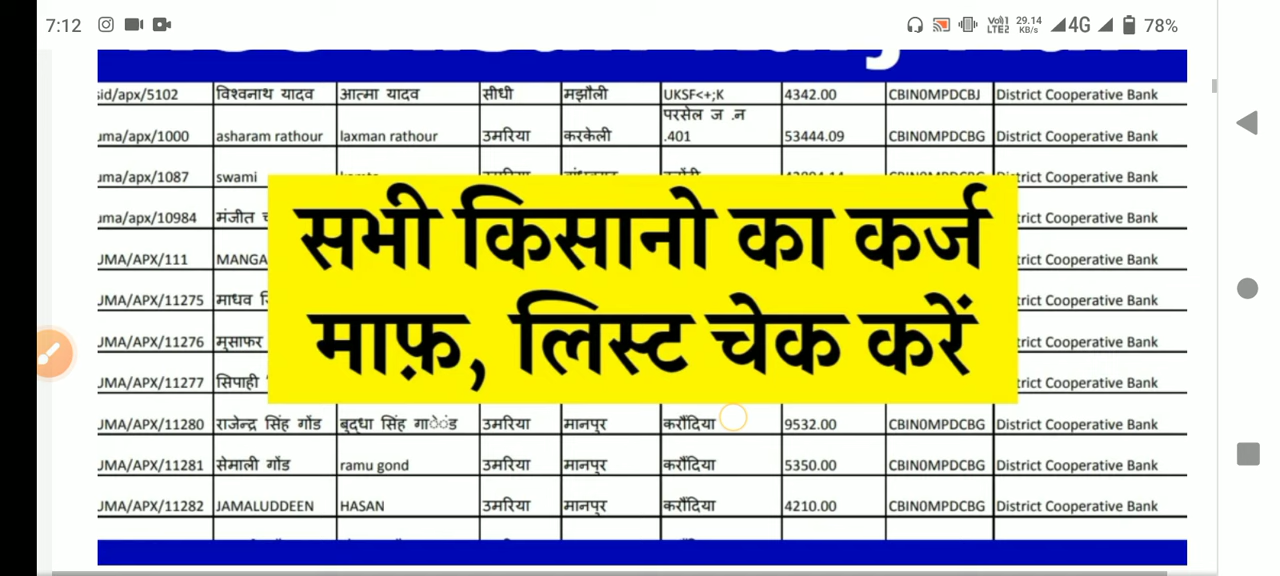 7:12 Vo)) LTE2 29.14 KB/s 4G 78%
sid/apx/5102 विश्वनाथ यादव आत्मा यादव सीधी मझौली UKSF<+;K 4342.00 CBIN0MPDCBJ District Cooperative Bank
uma/apx/1000 asharam rathour laxman rathour उमरिया करकेली परसेल ज .न .401 53444.09 CBIN0MPDCBG District Cooperative Bank
uma/apx/1087 swami trict Cooperative Bank
uma/apx/10984 मंजीत trict Cooperative Bank
UMA/APX/111 MANGA trict Cooperative Bank
UMA/APX/11275 माधव trict Cooperative Bank
UMA/APX/11276 मुसाफर trict Cooperative Bank
UMA/APX/11277 सिपाही trict Cooperative Bank
सभी किसानो का कर्ज
माफ़, लिस्ट चेक करें
UMA/APX/11280 राजेन्द्र सिंह गोंड बुद्धा सिंह गाेंड उमरिया मानपुर करौंदिया 9532.00 CBIN0MPDCBG District Cooperative Bank
UMA/APX/11281 सेमाली गोंड ramu gond उमरिया मानपुर करौंदिया 5350.00 CBIN0MPDCBG District Cooperative Bank
UMA/APX/11282 JAMALUDDEEN HASAN उमरिया मानपुर करौंदिया 4210.00 CBIN0MPDCBG District Cooperative Bank